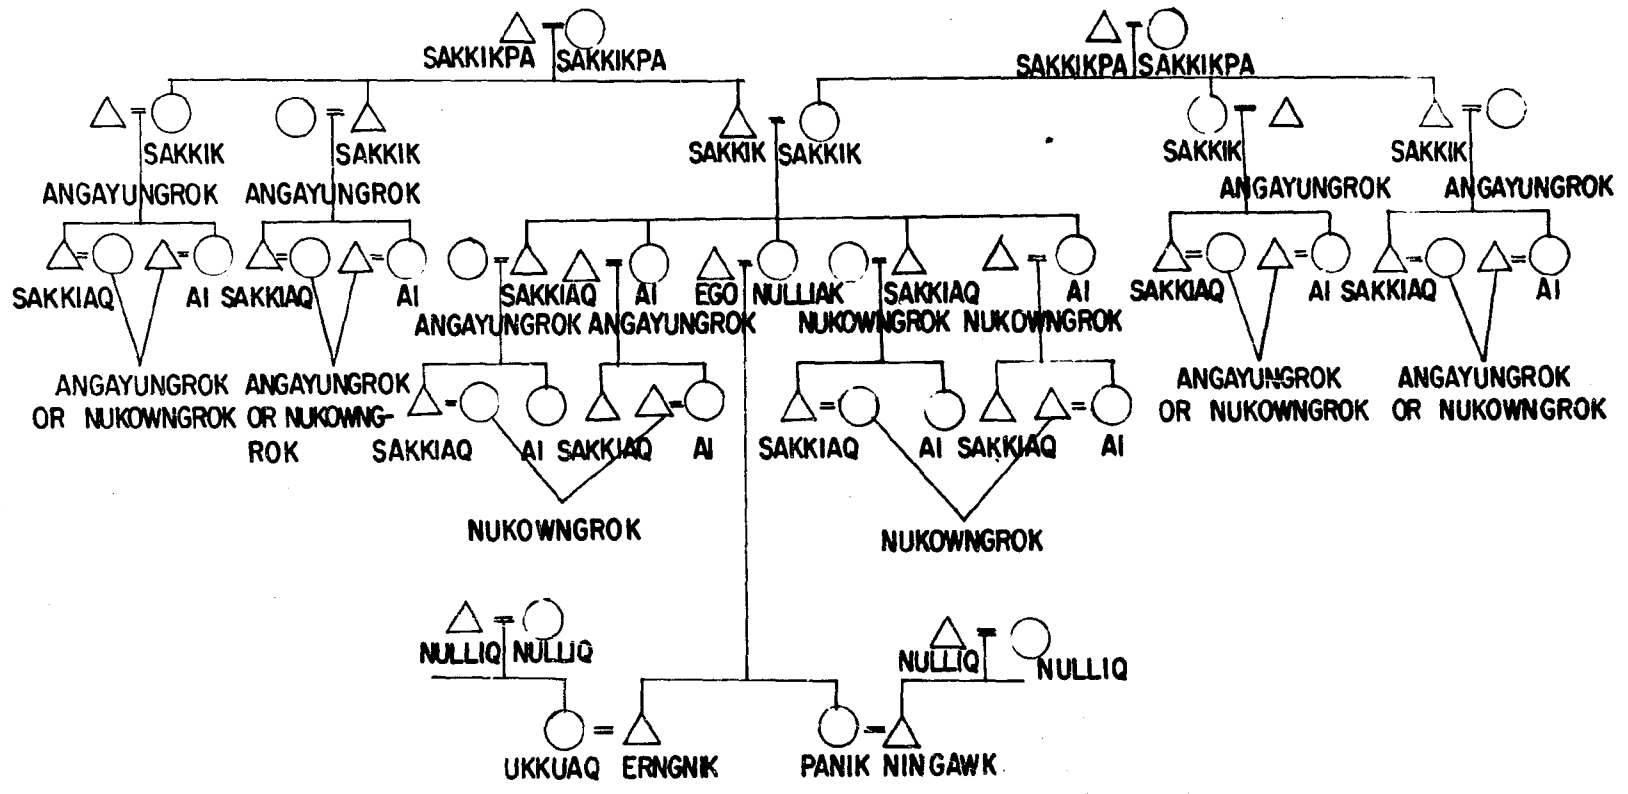 SAKKIKPA SAKKIKPA SAKKIKPA SAKKIKPA
SAKKIK SAKKIK SAKKIK SAKKIK SAKKIK SAKKIK
ANGAYUNGROK ANGAYUNGROK ANGAYUNGROK ANGAYUNGROK
SAKKIAQ AI SAKKIAQ AI SAKKIAQ AI EGO NULLIAK SAKKIAQ AI SAKKIAQ AI SAKKIAQ AI
ANGAYUNGROK ANGAYUNGROK NUKOWNGROK NUKOWNGROK
ANGAYUNGROK ANGAYUNGROK ANGAYUNGROK ANGAYUNGROK
OR NUKOWNGROK OR NUKOWNG- OR NUKOWNGROK OR NUKOWNGROK
ROK SAKKIAQ AI SAKKIAQ AI SAKKIAQ AI SAKKIAQ AI
NUKOWNGROK NUKOWNGROK
NULLIQ NULLIQ NULLIQ NULLIQ
UKKUAQ ERNGNIK PANIK NINGAWK